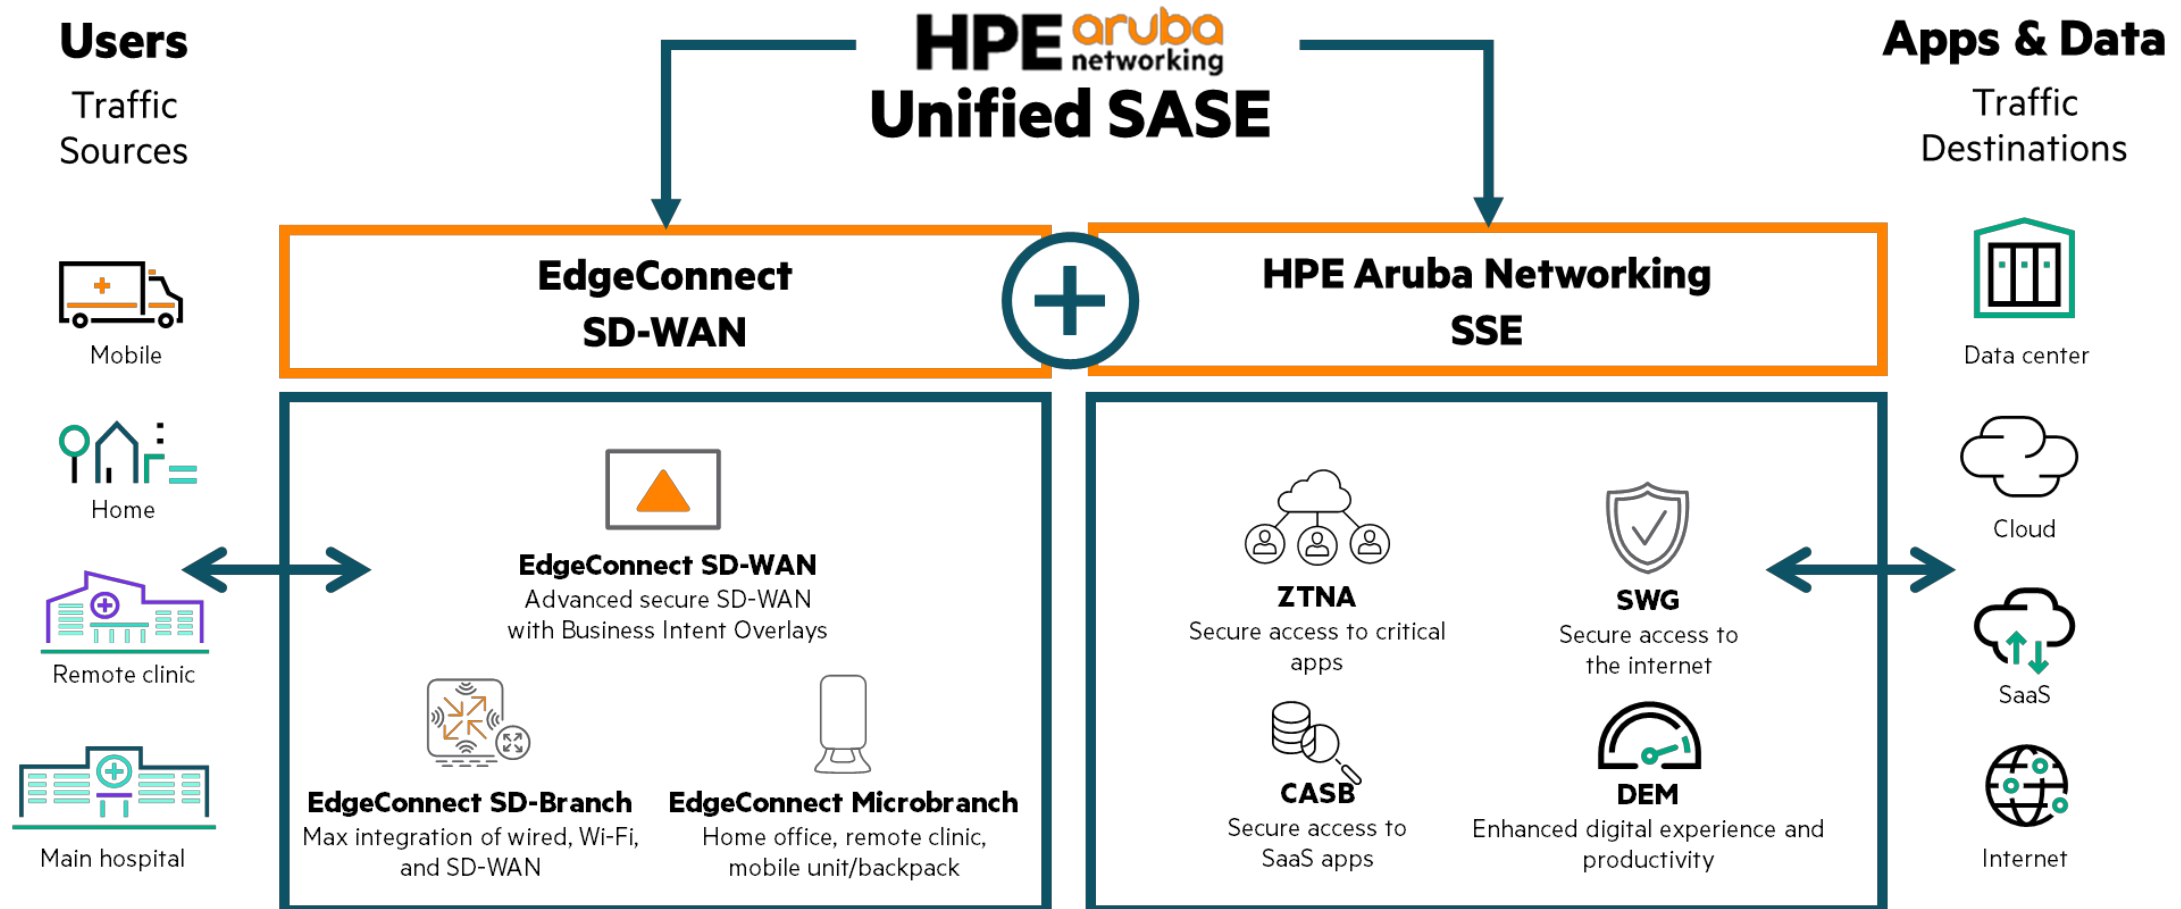 Users
Traffic
Sources
Mobile
Home
Remote clinic
Main hospital
HPE aruba
networking
Unified SASE
EdgeConnect
SD-WAN
EdgeConnect SD-WAN
Advanced secure SD-WAN
with Business Intent Overlays
EdgeConnect SD-Branch
Max integration of wired, Wi-Fi,
and SD-WAN
EdgeConnect Microbranch
Home office, remote clinic,
mobile unit/backpack
HPE Aruba Networking
SSE
ZTNA
Secure access to critical
apps
SWG
Secure access to
the internet
CASB
Secure access to
SaaS apps
DEM
Enhanced digital experience and
productivity
Apps & Data
Traffic
Destinations
Data center
Cloud
SaaS
Internet